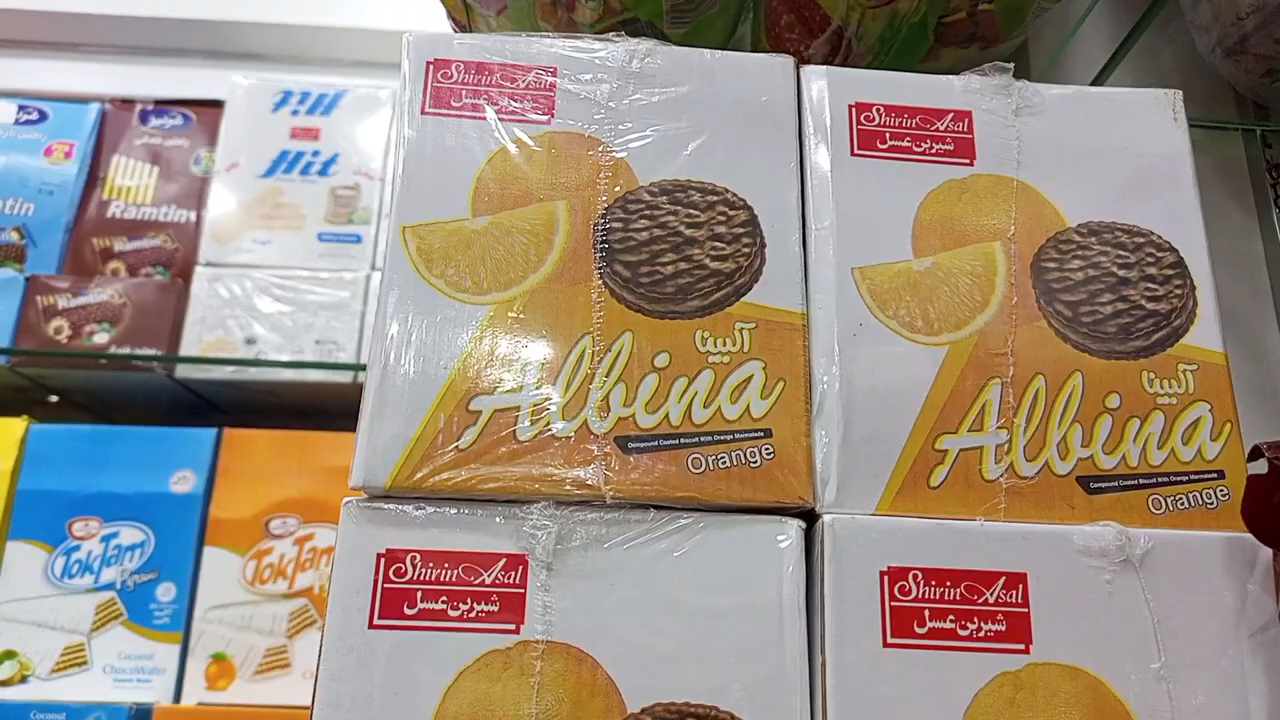 Shirin Asal
شیرین عسل
آلبینا
Albina
Compound Coated Biscuit With Orange Marmalade
Orange
Shirin Asal
شیرین عسل
آلبینا
Albina
Compound Coated Biscuit With Orange Marmalade
Orange
Shirin Asal
شیرین عسل
Shirin Asal
شیرین عسل
Ramtin
Hit
Hit
Ramtin
TokTam
Coconut
ChocoWafer
TokTam
Coconut